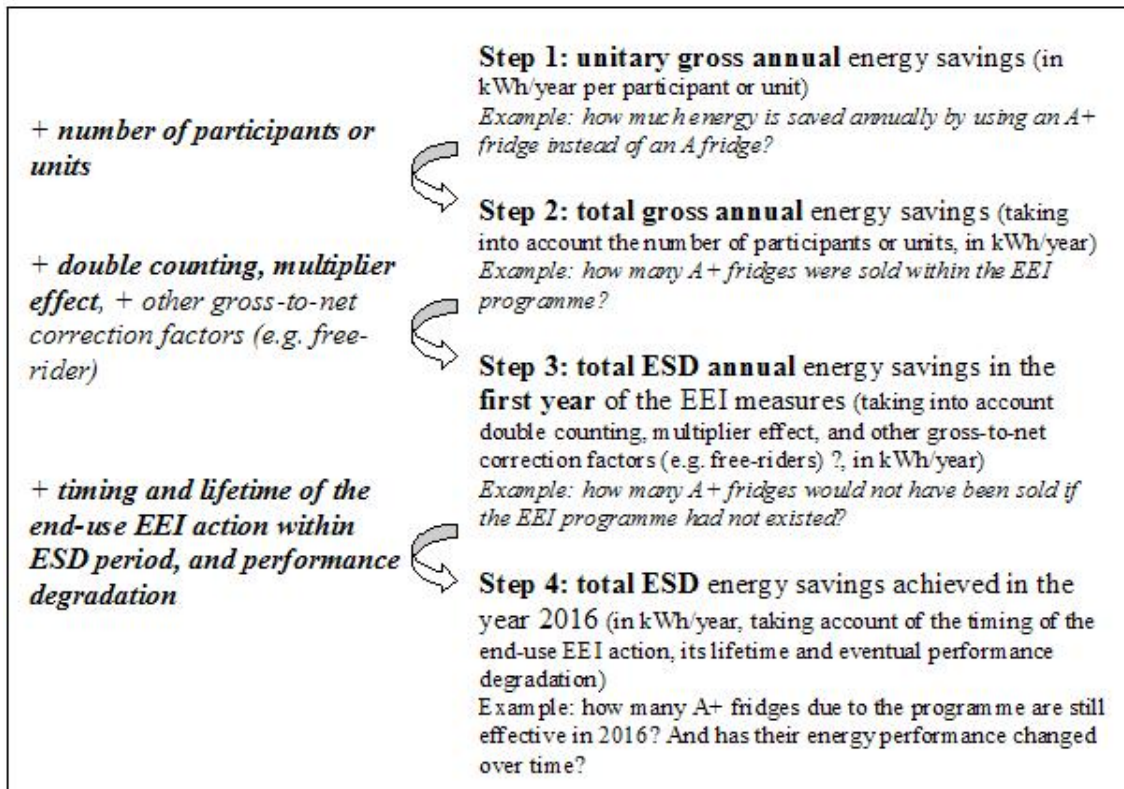 Step 1: unitary gross annual energy savings (in
kWh/year per participant or unit)
Example: how much energy is saved annually by using an A+
fridge instead of an A fridge?
+ number of participants or
units
Step 2: total gross annual energy savings (taking
into account the number of participants or units, in kWh/year)
Example: how many A+ fridges were sold within the EEI
programme?
+ double counting, multiplier
effect, + other gross-to-net
correction factors (e.g. free-
rider)
Step 3: total ESD annual energy savings in the
first year of the EEI measures (taking into account
double counting, multiplier effect, and other gross-to-net
correction factors (e.g. free-riders) ?, in kWh/year)
Example: how many A+ fridges would not have been sold if
the EEI programme had not existed?
+ timing and lifetime of the
end-use EEI action within
ESD period, and performance
degradation
Step 4: total ESD energy savings achieved in the
year 2016 (in kWh/year, taking account of the timing of the
end-use EEI action, its lifetime and eventual performance
degradation)
Example: how many A+ fridges due to the programme are still
effective in 2016? And has their energy performance changed
over time?